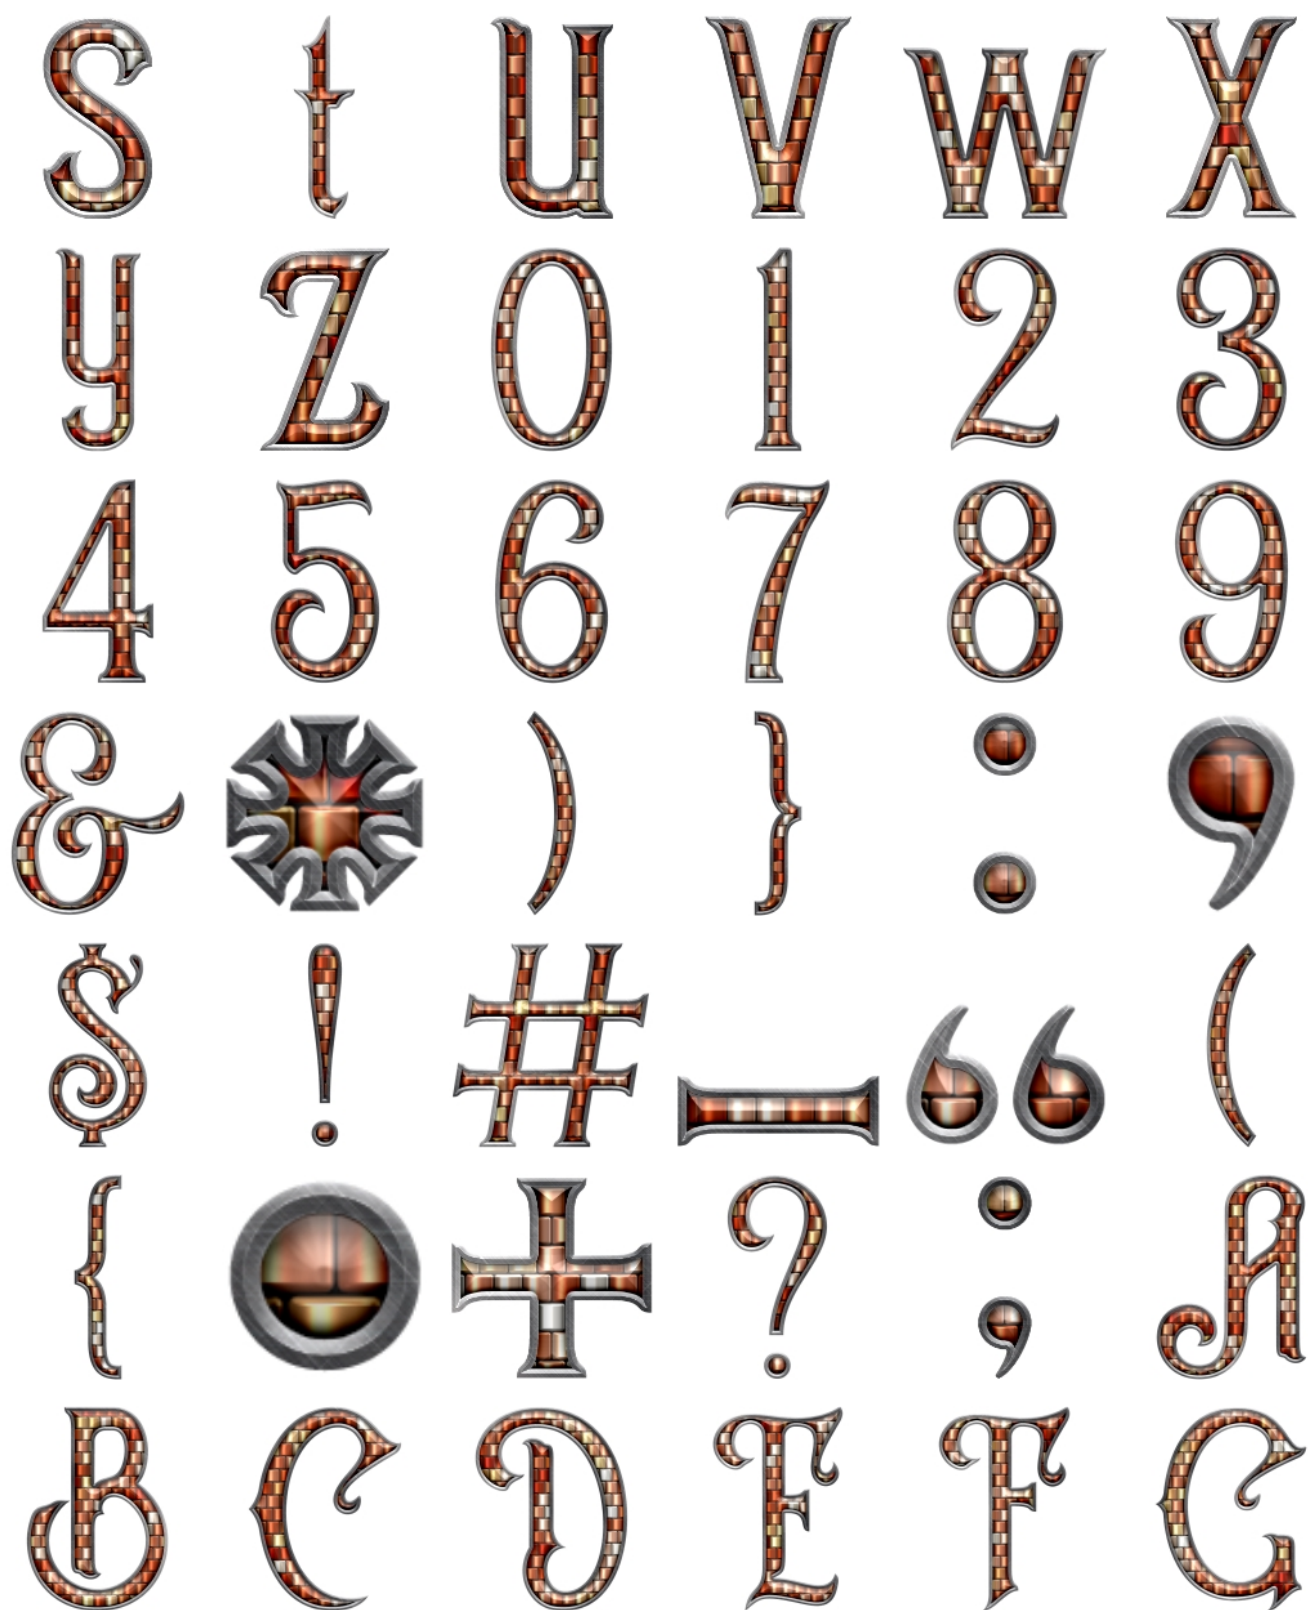 s t u v w x
y z 0 1 2 3
4 5 6 7 8 9
& * ) } : ,
$ ! # - “ (
{ . + ? ; A
B C D E F G